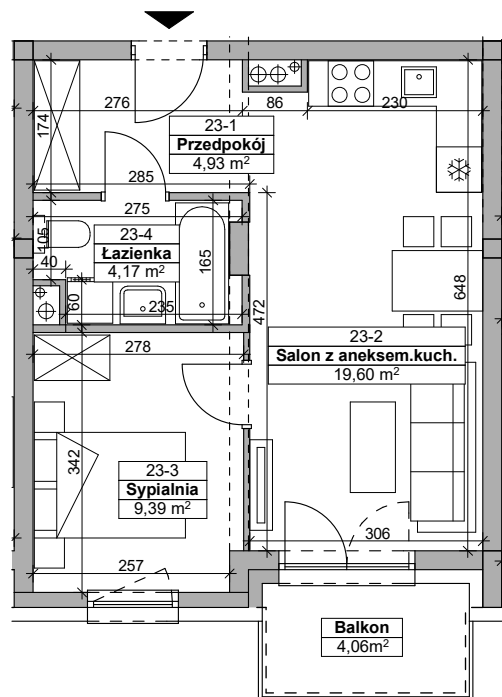 276
86
230
174
23-1
Przedpokój
4,93 m²
285
275
105
23-4
Łazienka
4,17 m²
165
40
60
235
472
648
278
23-2
Salon z aneksem.kuch.
19,60 m²
342
23-3
Sypialnia
9,39 m²
306
257
Balkon
4,06m²